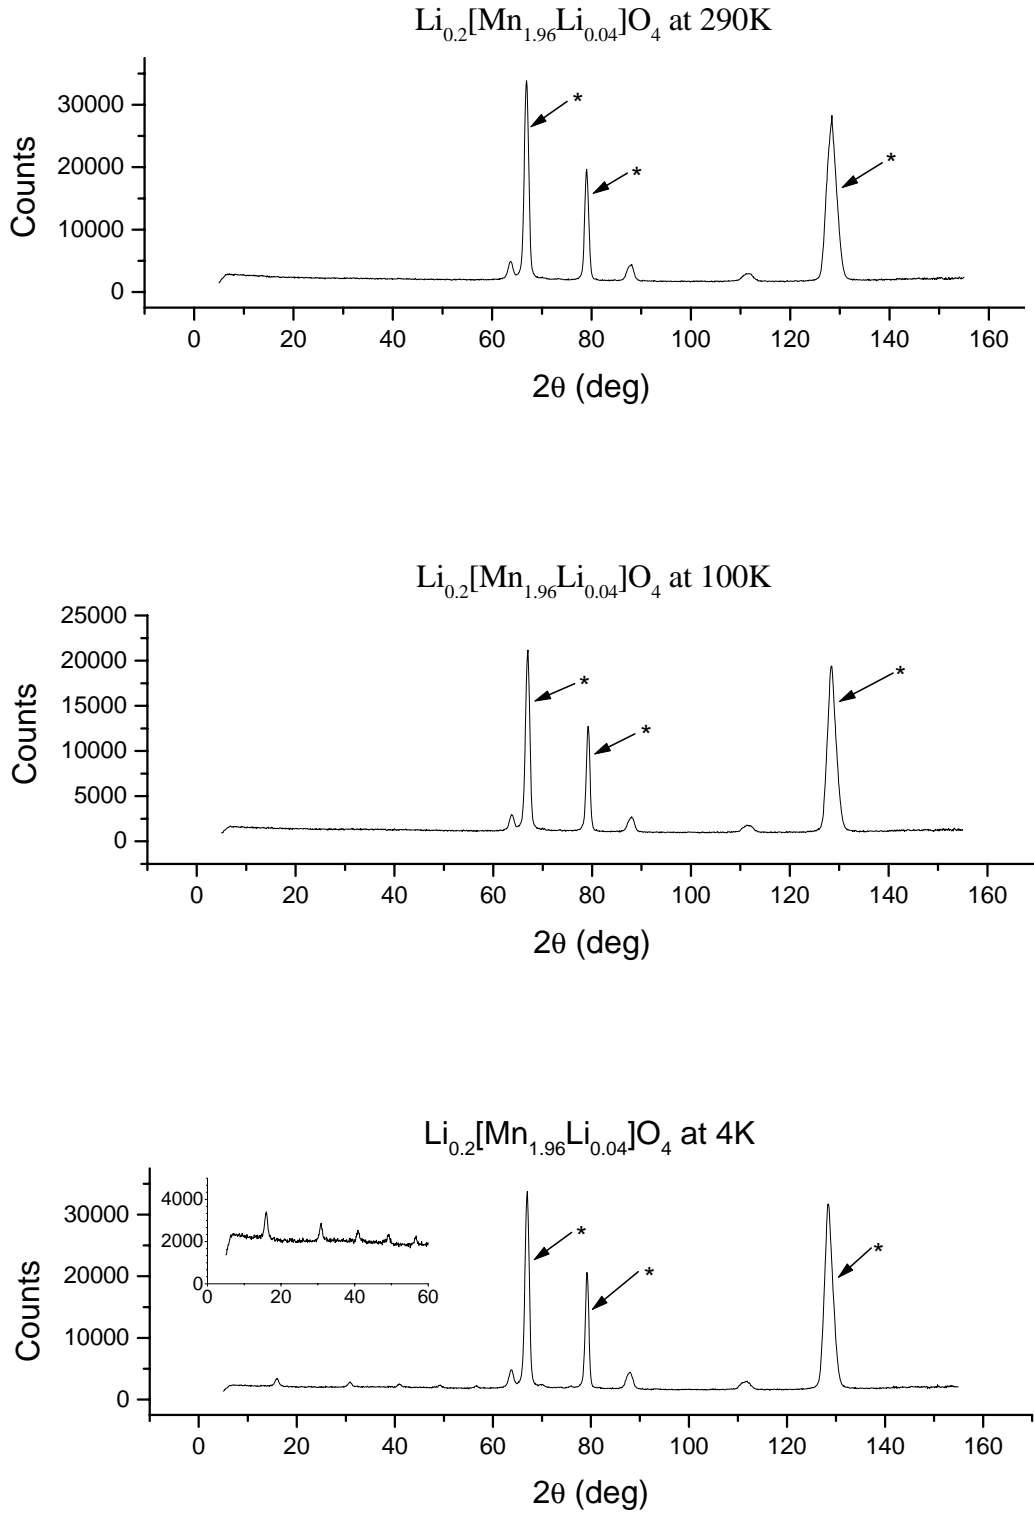 Li0.2[Mn1.96Li0.04]O4 at 290K
30000
20000
10000
0
Counts
* * *
0 20 40 60 80 100 120 140 160
2θ (deg)
Li0.2[Mn1.96Li0.04]O4 at 100K
25000
20000
15000
10000
5000
0
Counts
* * *
0 20 40 60 80 100 120 140 160
2θ (deg)
Li0.2[Mn1.96Li0.04]O4 at 4K
30000
20000
10000
0
Counts
4000
2000
0
0 20 40 60
* * *
0 20 40 60 80 100 120 140 160
2θ (deg)